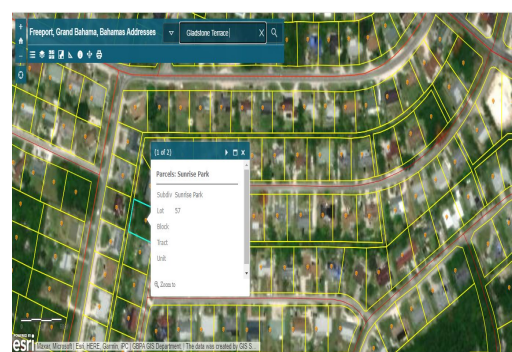 Freeport, Grand Bahama, Bahamas Addresses
Gladstone Terrace
(1 of 2)
Parcels: Sunrise Park
Subdiv Sunrise Park
Lot 57
Block
Tract
Unit
Zoom to
POWERED BY
esri
Maxar, Microsoft | Esri, HERE, Garmin, iPC | GBPA GIS Department. | The data was created by GIS S...